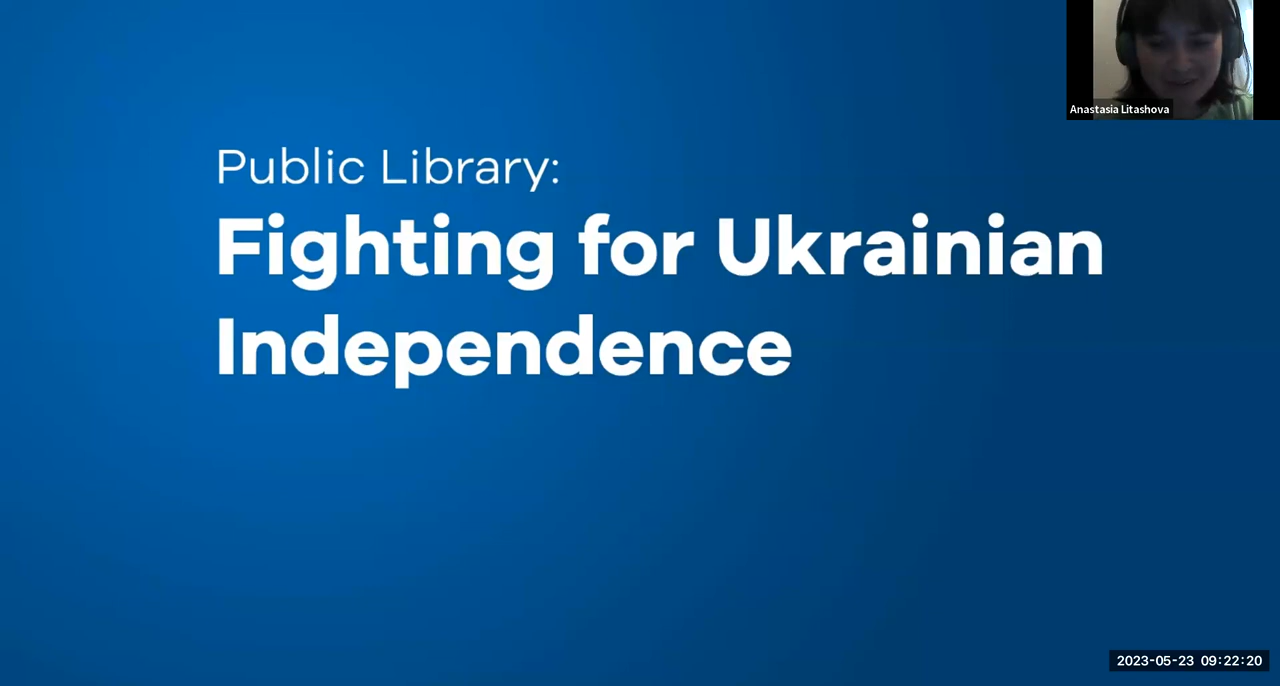 Anastasia Litashova
Public Library:
Fighting for Ukrainian
Independence
2023-05-23 09:22:20